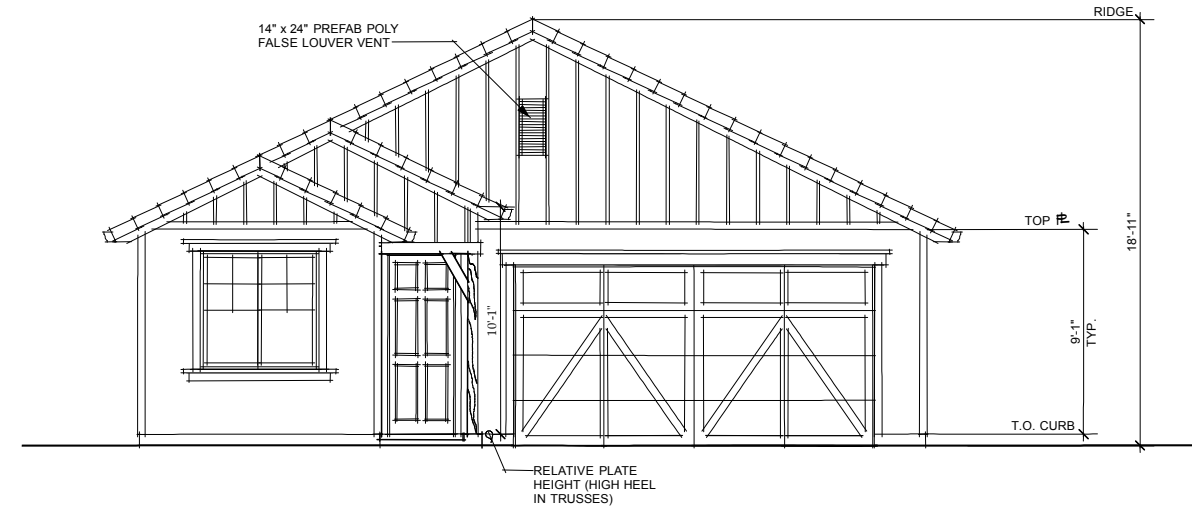 RIDGE
14" x 24" PREFAB POLY
FALSE LOUVER VENT
TOP ⅊
18'-11"
10'-1"
9'-1"
TYP.
T.O. CURB
RELATIVE PLATE
HEIGHT (HIGH HEEL
IN TRUSSES)